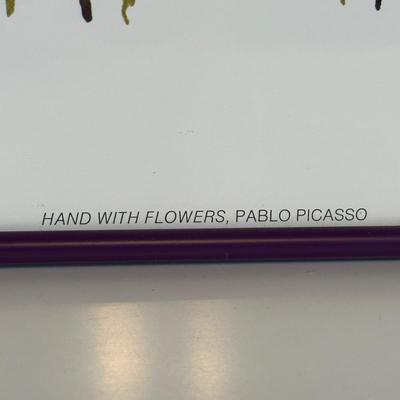 HAND WITH FLOWERS, PABLO PICASSO